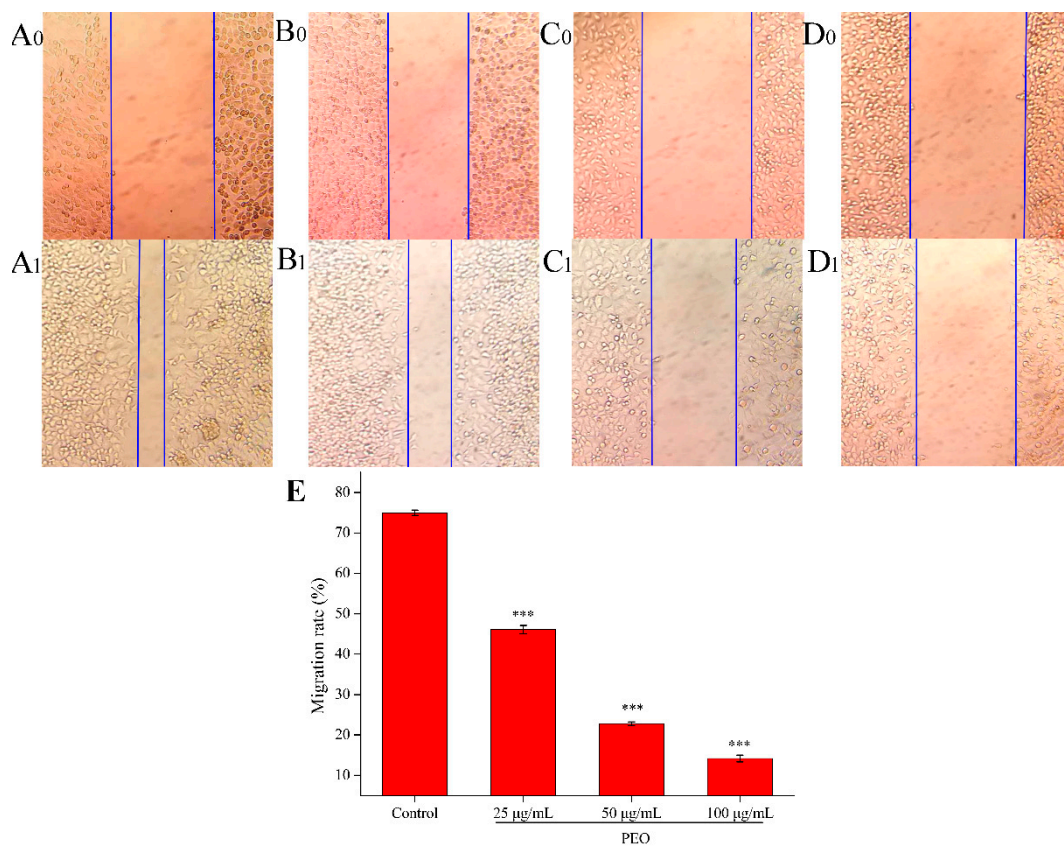 A0 B0 C0 D0
A1 B1 C1 D1
E
80
70
60
50
40
30
20
10
Migration rate (%)
***
***
***
Control 25 μg/mL 50 μg/mL 100 μg/mL
PEO